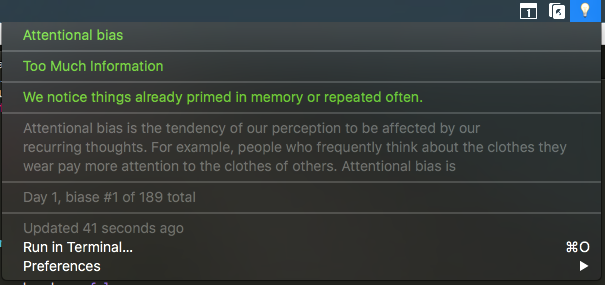 1
Attentional bias
Too Much Information
We notice things already primed in memory or repeated often.
Attentional bias is the tendency of our perception to be affected by our
recurring thoughts. For example, people who frequently think about the clothes they
wear pay more attention to the clothes of others. Attentional bias is
Day 1, biase #1 of 189 total
Updated 41 seconds ago
Run in Terminal... ⌘O
Preferences ▶